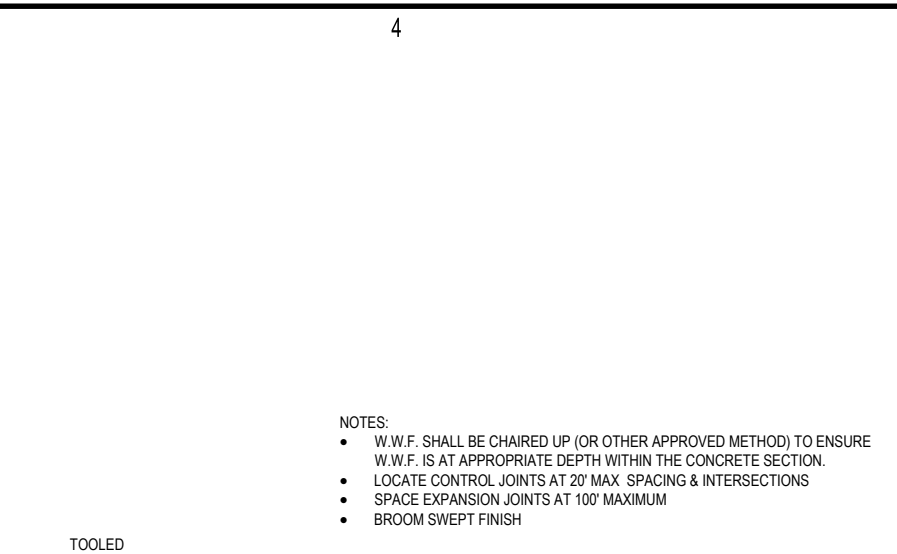 4
NOTES:
• W.W.F. SHALL BE CHAIRED UP (OR OTHER APPROVED METHOD) TO ENSURE
W.W.F. IS AT APPROPRIATE DEPTH WITHIN THE CONCRETE SECTION.
• LOCATE CONTROL JOINTS AT 20' MAX SPACING & INTERSECTIONS
• SPACE EXPANSION JOINTS AT 100' MAXIMUM
• BROOM SWEPT FINISH
TOOLED